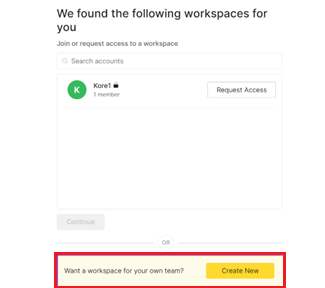 We found the following workspaces for
you
Join or request access to a workspace
Search accounts
K
Kore1
1 member
Request Access
Continue
OR
Want a workspace for your own team?
Create New